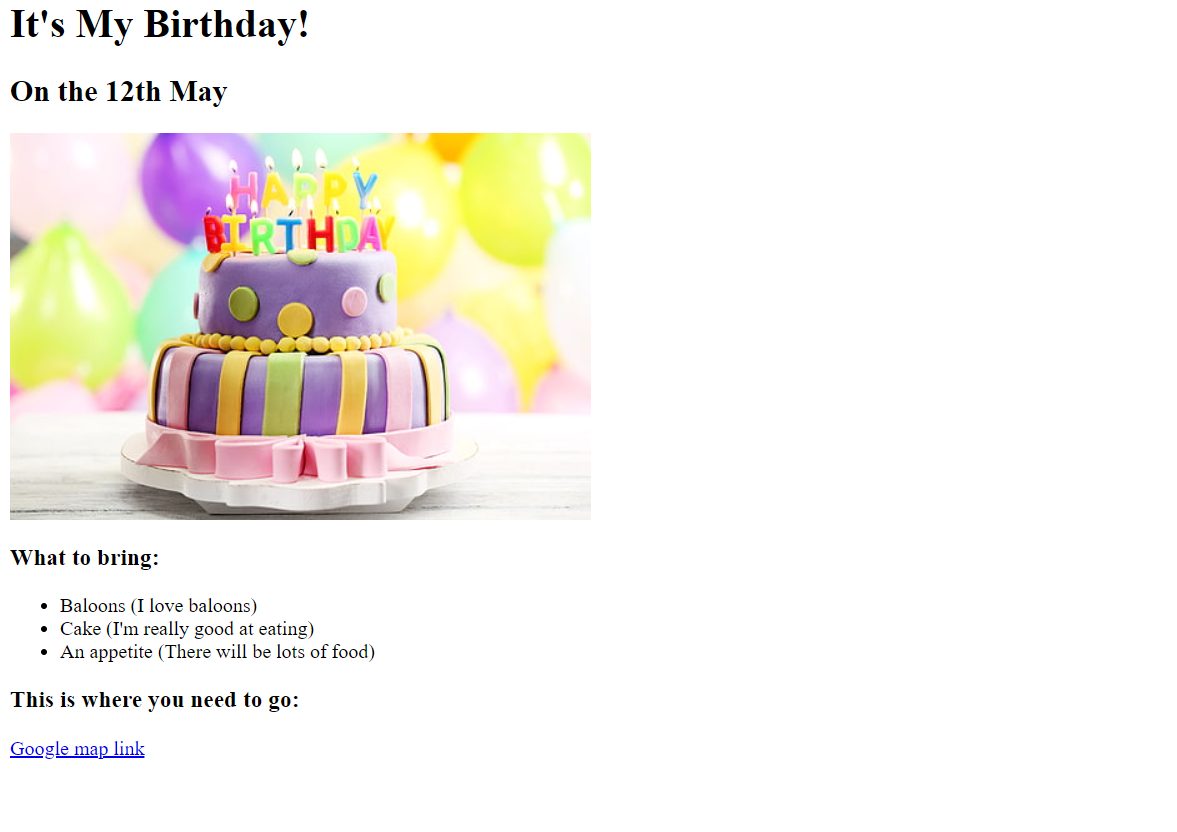 It's My Birthday!
On the 12th May
HAPPY
BIRTHDAY
What to bring:
Baloons (I love baloons)
Cake (I'm really good at eating)
An appetite (There will be lots of food)
This is where you need to go:
Google map link